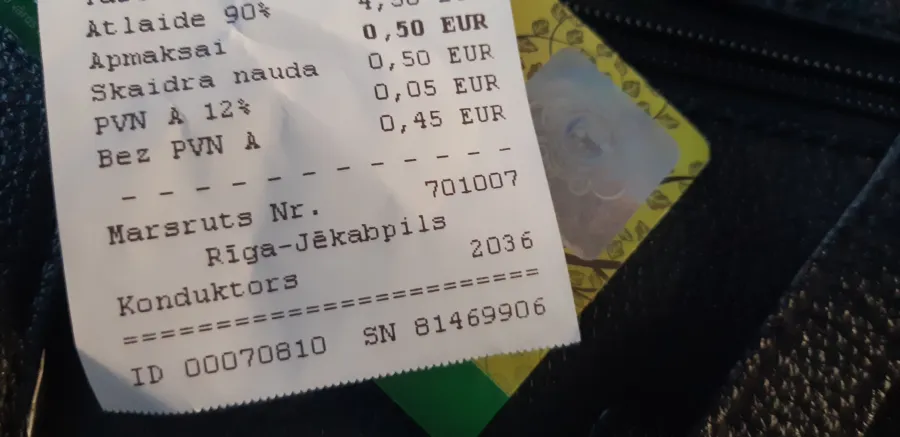 Atlaide 90%
Apmaksai 0,50 EUR
Skaidra nauda 0,50 EUR
PVN A 12% 0,05 EUR
Bez PVN A 0,45 EUR
- - - - - - - - - - - -
Marsruts Nr. 701007
Rīga-Jēkabpils
Konduktors 2036
========================
ID 00070810 SN 81469906